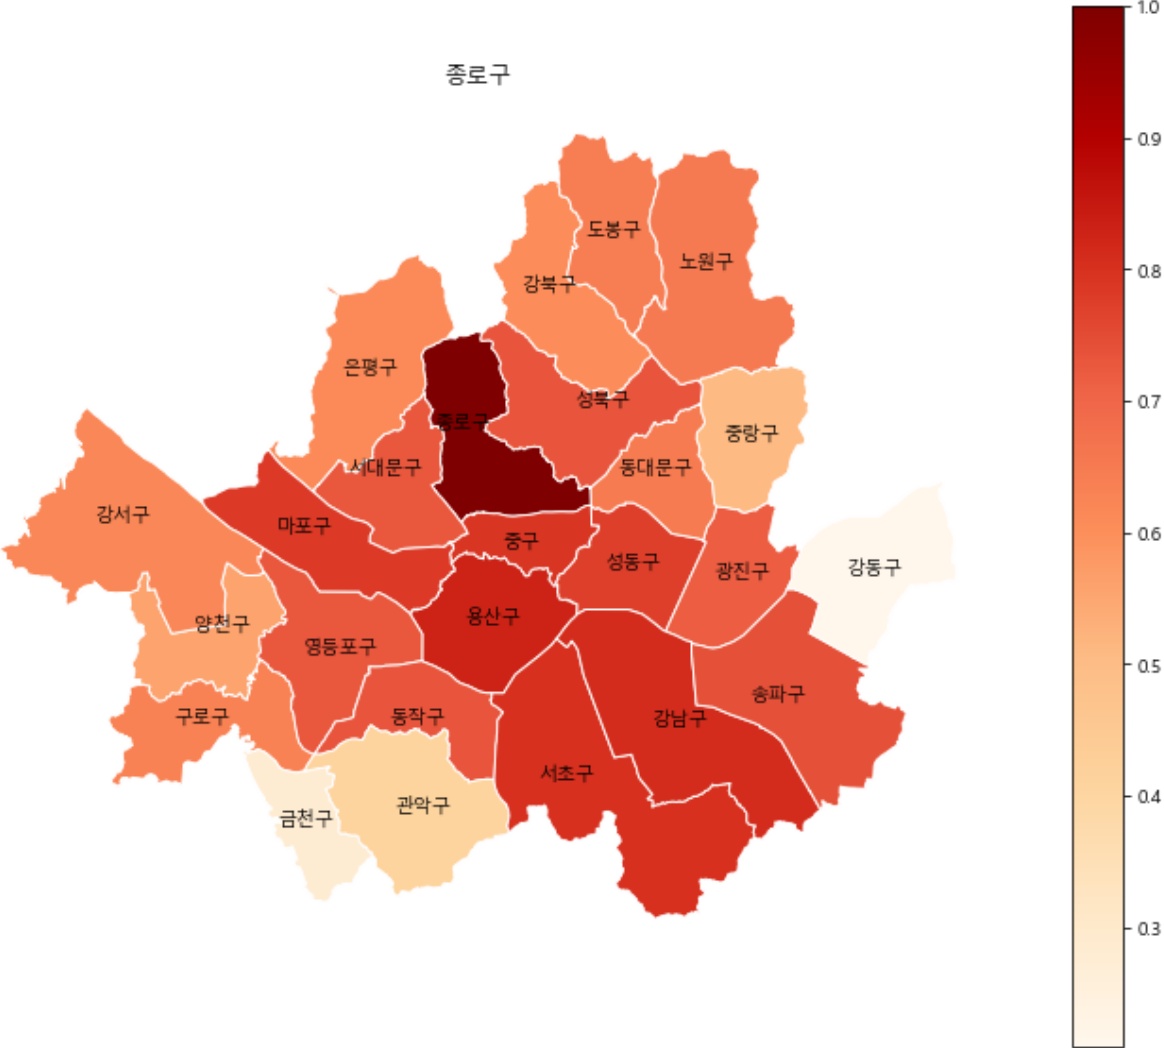 종로구
도봉구
노원구
강북구
은평구
성북구
종로구
중랑구
서대문구
동대문구
강서구
마포구
중구
성동구
광진구
강동구
용산구
양천구
영등포구
송파구
구로구
동작구
강남구
서초구
관악구
금천구
1.0
0.9
0.8
0.7
0.6
0.5
0.4
0.3